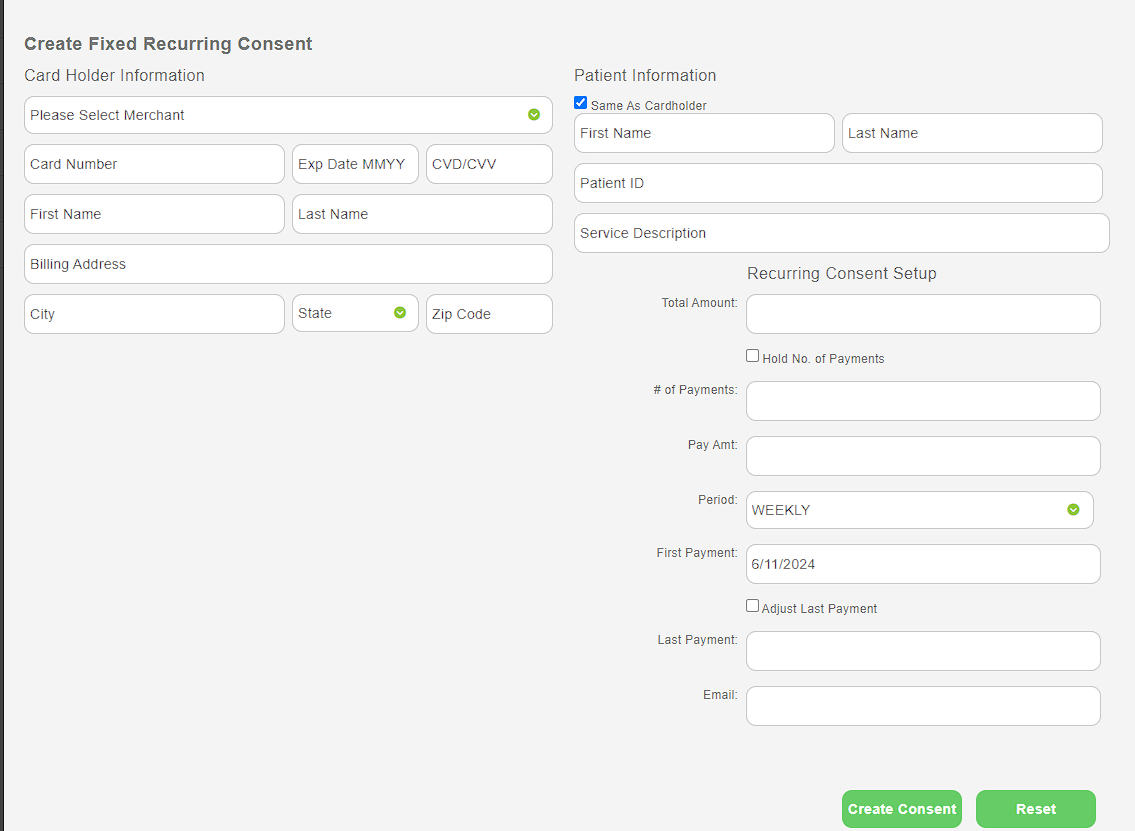 Create Fixed Recurring Consent
Card Holder Information
Please Select Merchant
Card Number
Exp Date MMYY
CVD/CVV
First Name
Last Name
Billing Address
City
State
Zip Code
Patient Information
Same As Cardholder
First Name
Last Name
Patient ID
Service Description
Recurring Consent Setup
Total Amount:
Hold No. of Payments
# of Payments:
Pay Amt:
Period:
WEEKLY
First Payment:
6/11/2024
Adjust Last Payment
Last Payment:
Email:
Create Consent
Reset